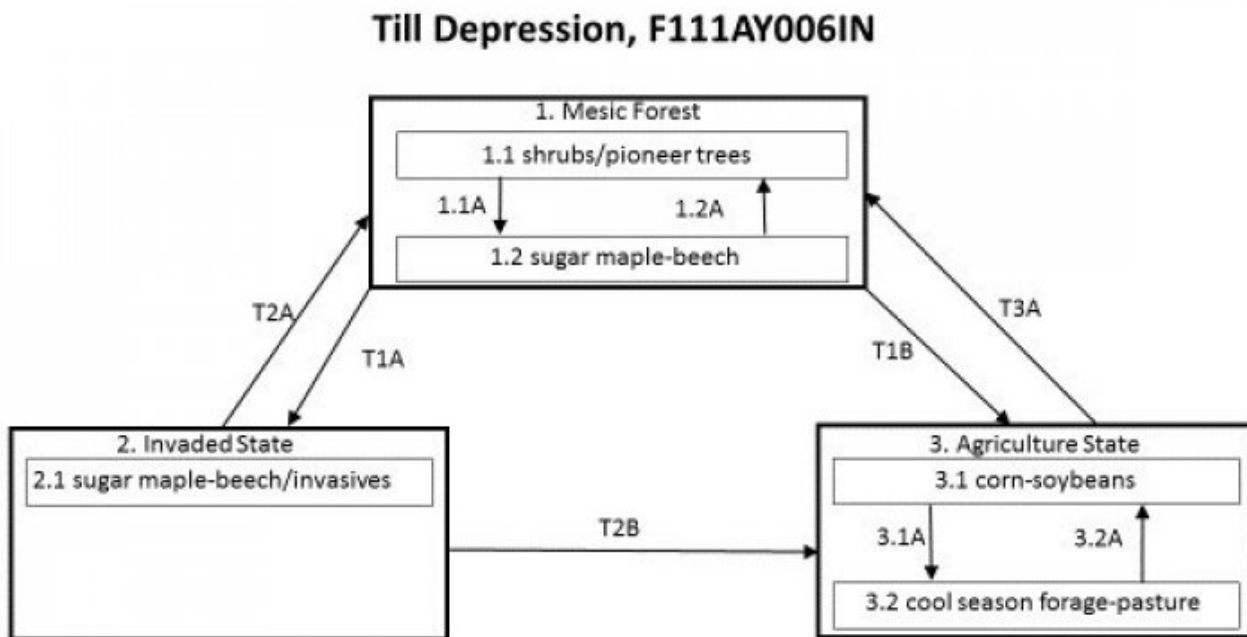 Till Depression, F111AY006IN
1. Mesic Forest
1.1 shrubs/pioneer trees
1.1A
1.2A
1.2 sugar maple-beech
T2A
T1A
T1B
T3A
2. Invaded State
2.1 sugar maple-beech/invasives
T2B
3. Agriculture State
3.1 corn-soybeans
3.1A
3.2A
3.2 cool season forage-pasture